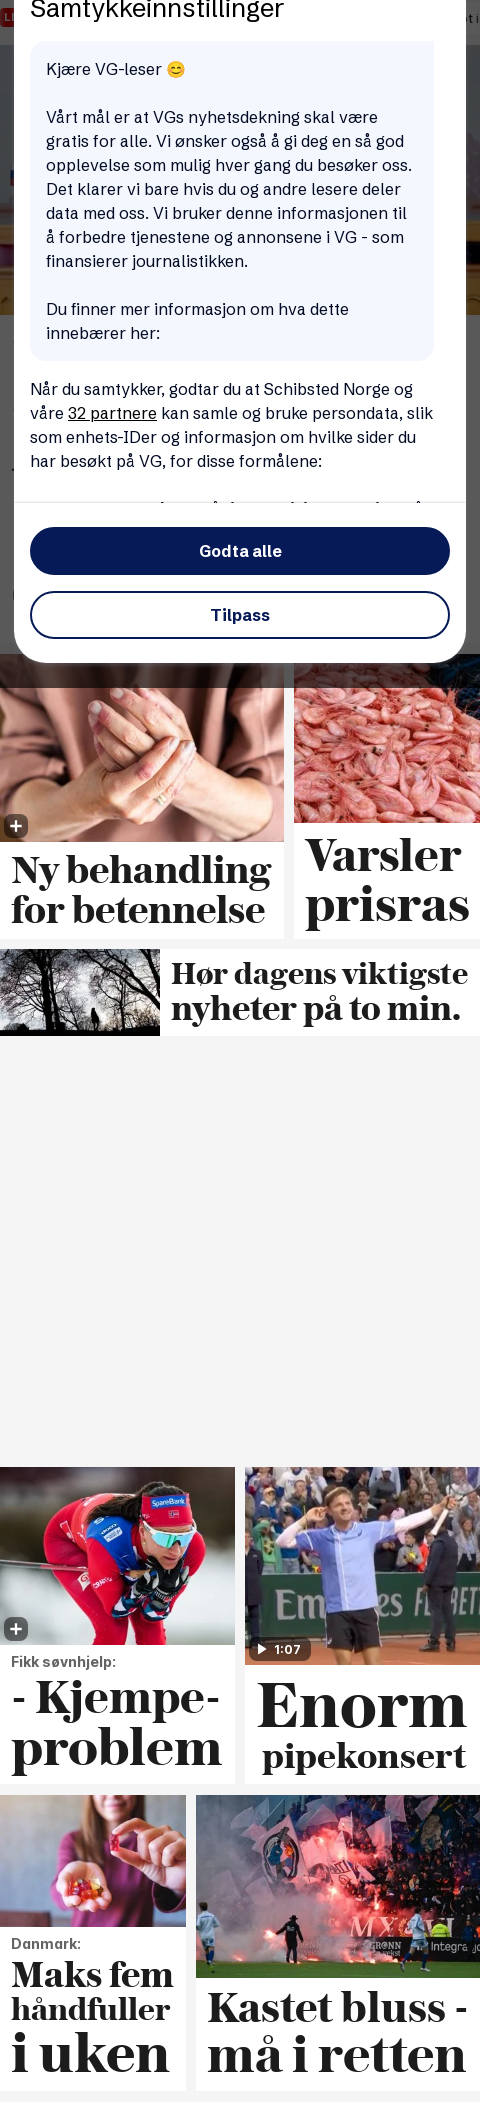 Samtykkeinnstillinger
Kjære VG-leser 😊
Vårt mål er at VGs nyhetsdekning skal være
gratis for alle. Vi ønsker også å gi deg en så god
opplevelse som mulig hver gang du besøker oss.
Det klarer vi bare hvis du og andre lesere deler
data med oss. Vi bruker denne informasjonen til
å forbedre tjenestene og annonsene i VG - som
finansierer journalistikken.
Du finner mer informasjon om hva dette
innebærer her:
Når du samtykker, godtar du at Schibsted Norge og
våre 32 partnere kan samle og bruke persondata, slik
som enhets-IDer og informasjon om hvilke sider du
har besøkt på VG, for disse formålene:
Godta alle
Tilpass
Ny behandling
for betennelse
Varsler
prisras
Hør dagens viktigste
nyheter på to min.
SpareBank
1:07
Fikk søvnhjelp:
- Kjempe-
problem
Enorm
pipekonsert
Danmark:
Maks fem
håndfuller
i uken
Kastet bluss -
må i retten